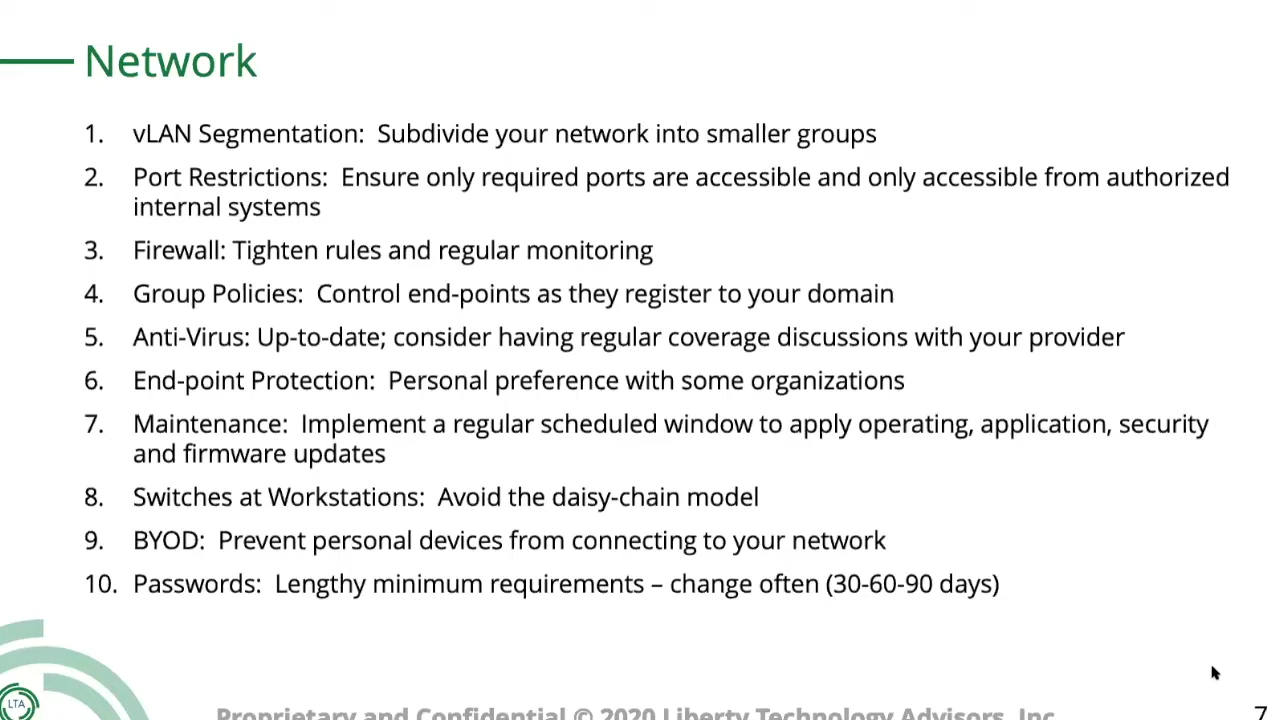 Network
1. vLAN Segmentation: Subdivide your network into smaller groups
2. Port Restrictions: Ensure only required ports are accessible and only accessible from authorized
internal systems
3. Firewall: Tighten rules and regular monitoring
4. Group Policies: Control end-points as they register to your domain
5. Anti-Virus: Up-to-date; consider having regular coverage discussions with your provider
6. End-point Protection: Personal preference with some organizations
7. Maintenance: Implement a regular scheduled window to apply operating, application, security
and firmware updates
8. Switches at Workstations: Avoid the daisy-chain model
9. BYOD: Prevent personal devices from connecting to your network
10. Passwords: Lengthy minimum requirements – change often (30-60-90 days)
LTA
Proprietary and Confidential © 2020 Liberty Technology Advisors, Inc.
7